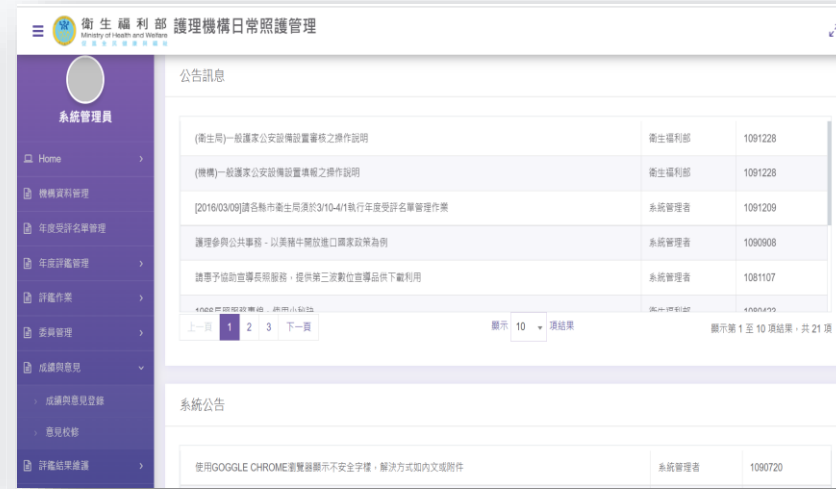 衛生福利部 護理機構日常照護管理
Ministry of Health and Welfare
公告訊息
系統管理員
Home
機構資料管理
年度受評名單管理
年度評鑑管理
評鑑作業
委員管理
成績與意見
成績與意見登錄
意見校修
評鑑結果維護
(衛生局)一般護家公安設備設置審核之操作說明 衛生福利部 1091228
(機構)一般護家公安設備設置填報之操作說明 衛生福利部 1091228
[2016/03/09]請各縣市衛生局須於3/10-4/1執行年度受評名單管理作業 系統管理者 1091209
護理參與公共事務 - 以美豬牛開放進口國家政策為例 系統管理者 1090908
請惠予協助宣導長照服務，提供第三波數位宣導品供下載利用 系統管理者 1081107
上一頁 1 2 3 下一頁 顯示 10 項結果 顯示第 1 至 10 項結果，共 21 項
系統公告
使用GOGGLE CHROME瀏覽器顯示不安全字樣，解決方式如內文或附件 系統管理者 1090720